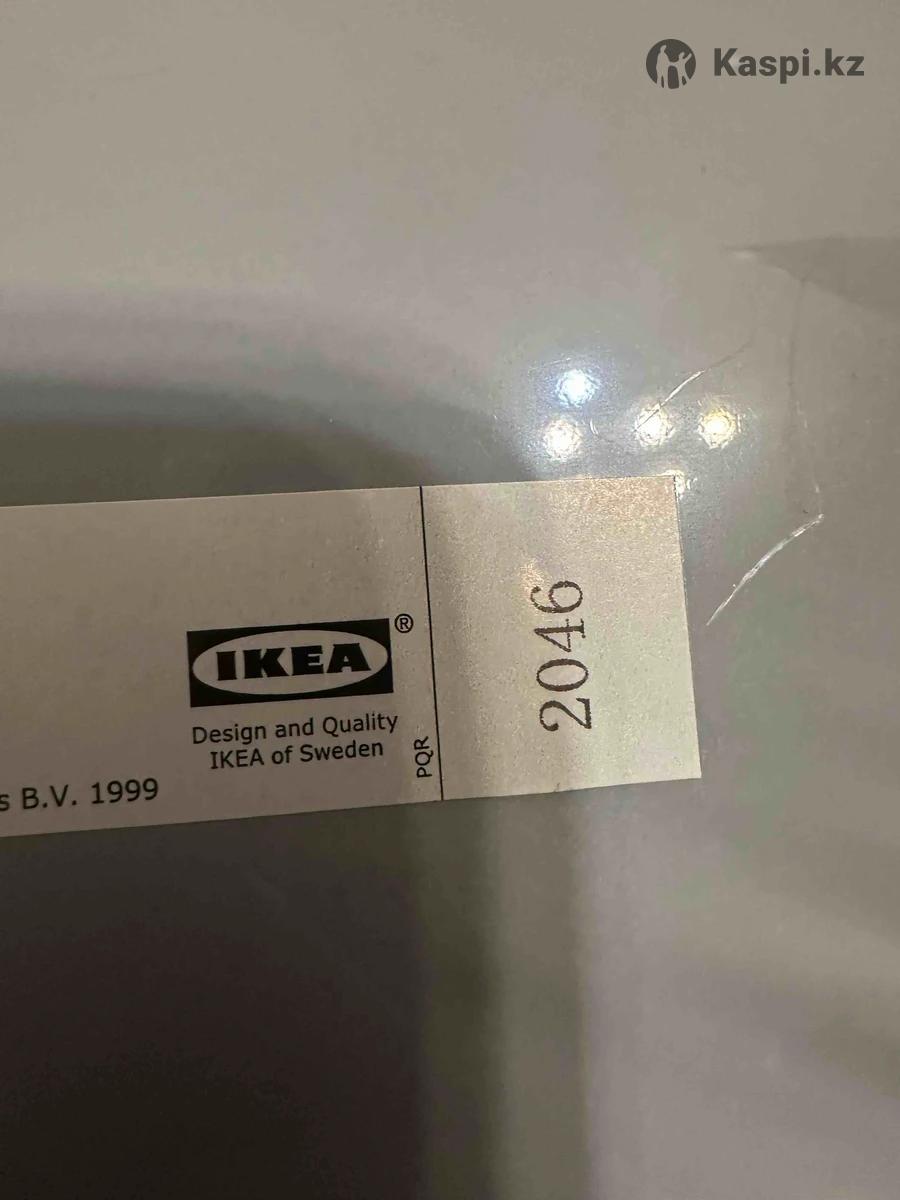 Kaspi.kz
IKEA®
Design and Quality
IKEA of Sweden
s B.V. 1999
PQR
2046